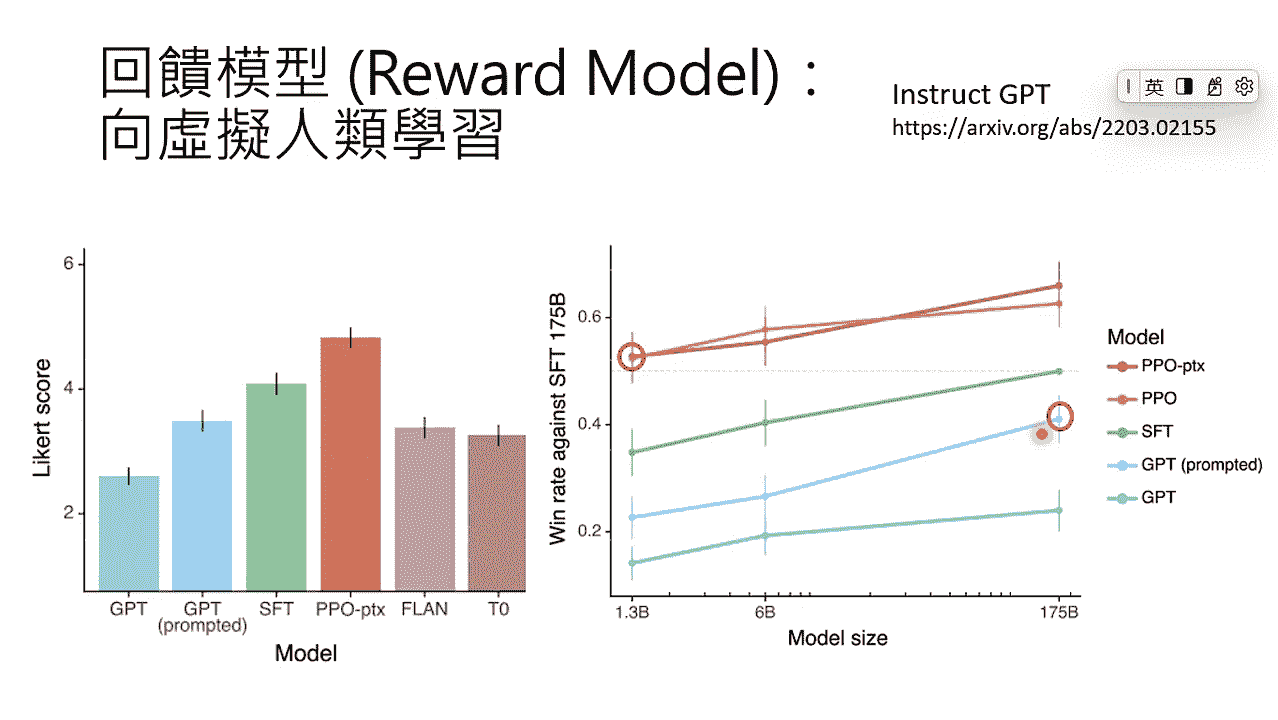 回饋模型 (Reward Model)：
向虛擬人類學習
Instruct GPT
https://arxiv.org/abs/2203.02155
英
6
4
2
Likert score
GPT
GPT
(prompted)
SFT
PPO-ptx
FLAN
T0
Model
Win rate against SFT 175B
0.6
0.4
0.2
1.3B
6B
175B
Model size
Model
PPO-ptx
PPO
SFT
GPT (prompted)
GPT